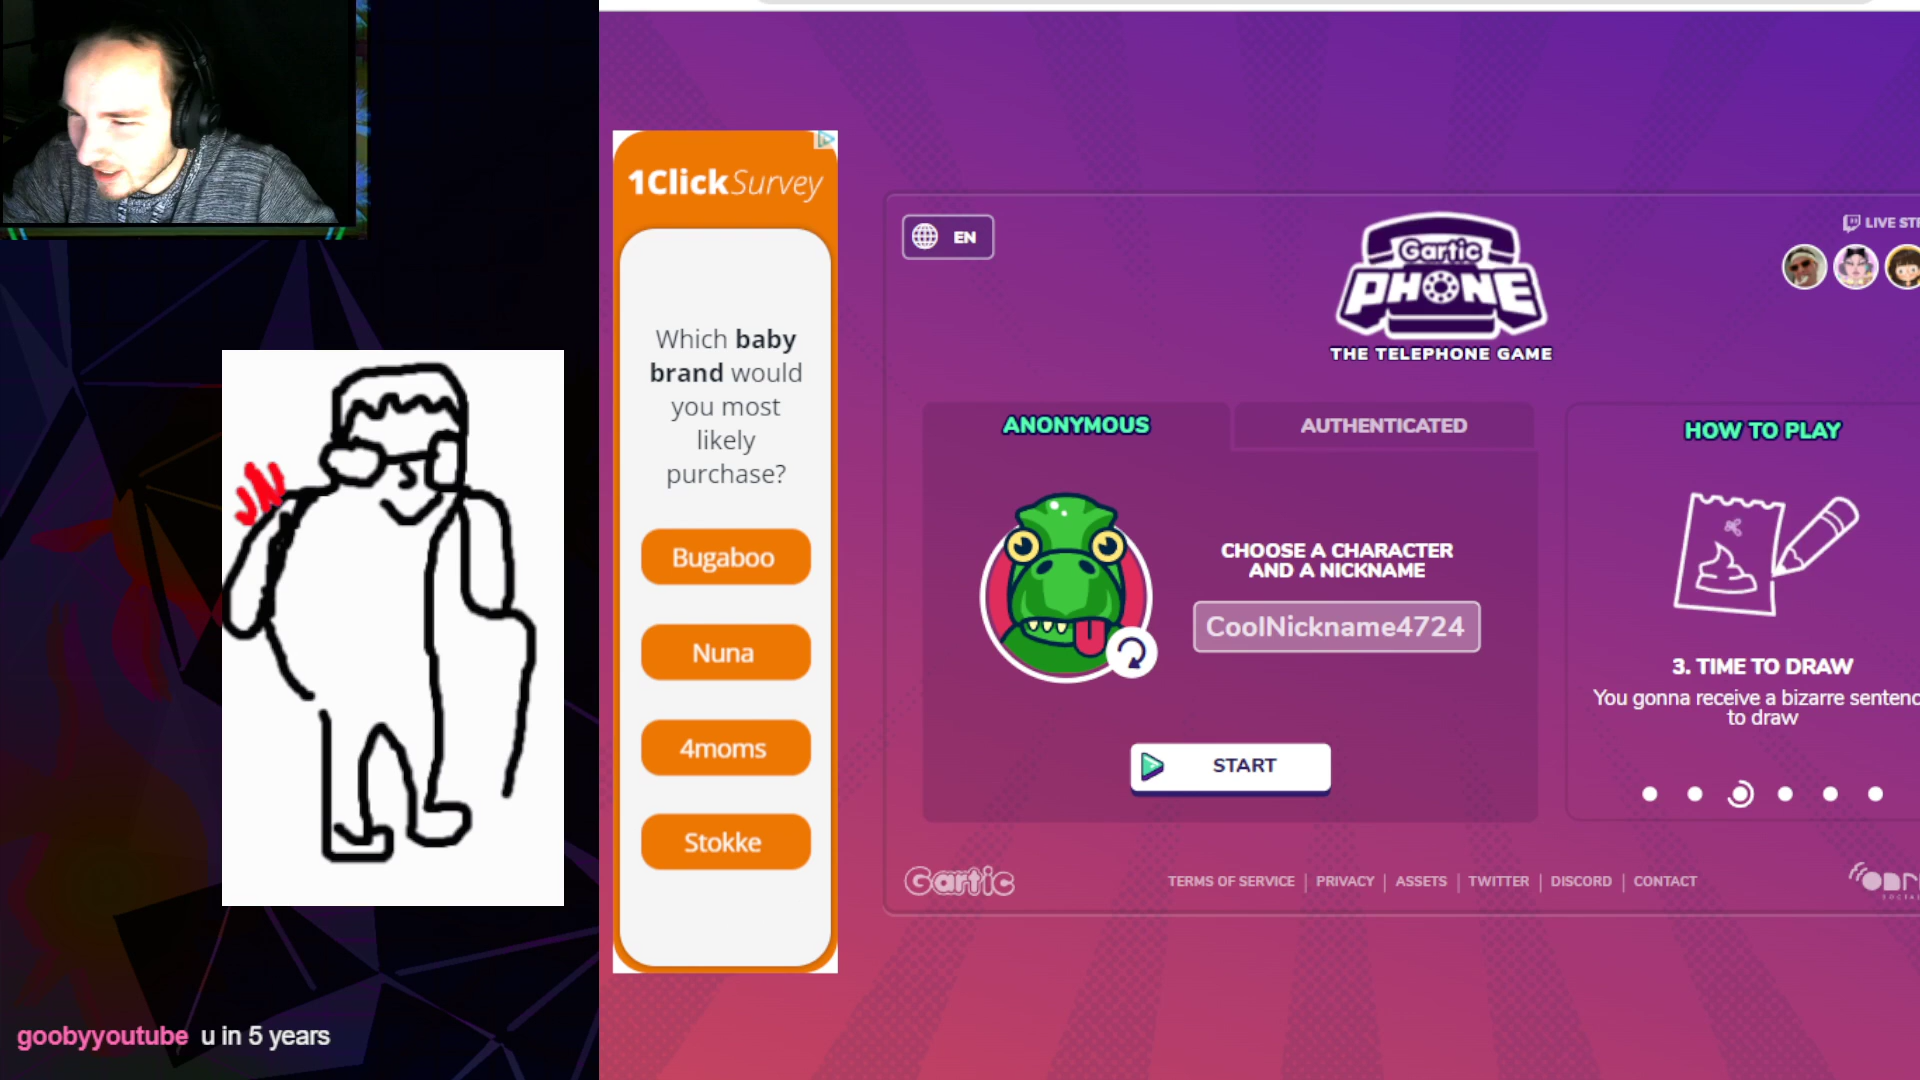 1ClickSurvey
Which baby
brand would
you most
likely
purchase?
Bugaboo
Nuna
4moms
Stokke
goobyyoutube u in 5 years
EN
Gartic
PHONE
THE TELEPHONE GAME
LIVE
ANONYMOUS
AUTHENTICATED
CHOOSE A CHARACTER
AND A NICKNAME
CoolNickname4724
START
HOW TO PLAY
3. TIME TO DRAW
You gonna receive a bizarre
to draw
Gartic
TERMS OF SERVICE | PRIVACY | ASSETS | TWITTER | DISCORD | CONTACT